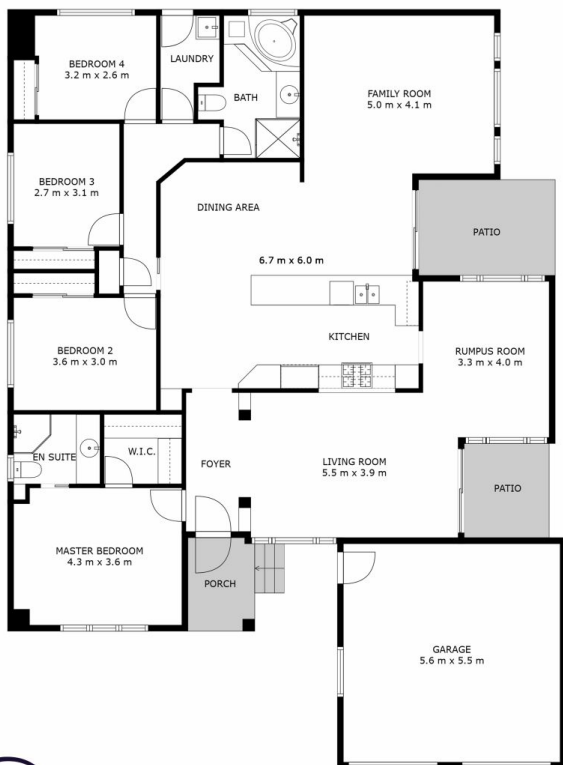 BEDROOM 4
3.2 m x 2.6 m
LAUNDRY
BATH
FAMILY ROOM
5.0 m x 4.1 m
BEDROOM 3
2.7 m x 3.1 m
DINING AREA
PATIO
6.7 m x 6.0 m
KITCHEN
BEDROOM 2
3.6 m x 3.0 m
RUMPUS ROOM
3.3 m x 4.0 m
EN SUITE
W.I.C.
FOYER
LIVING ROOM
5.5 m x 3.9 m
PATIO
MASTER BEDROOM
4.3 m x 3.6 m
PORCH
GARAGE
5.6 m x 5.5 m